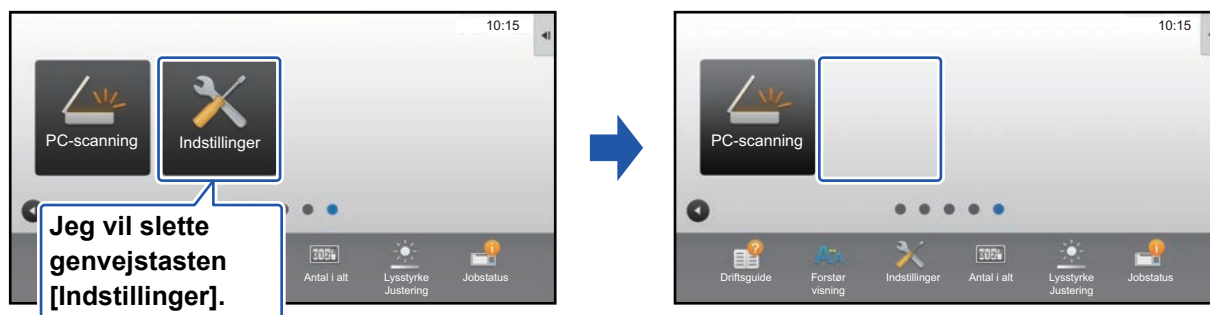 10:15
PC-scanning
Indstillinger
Jeg vil slette
genvejstasten
[Indstillinger].
Antal i alt
Lysstyrke
Justering
Jobstatus
10:15
PC-scanning
Driftsguide
Forstør
visning
Indstillinger
Antal i alt
Lysstyrke
Justering
Jobstatus